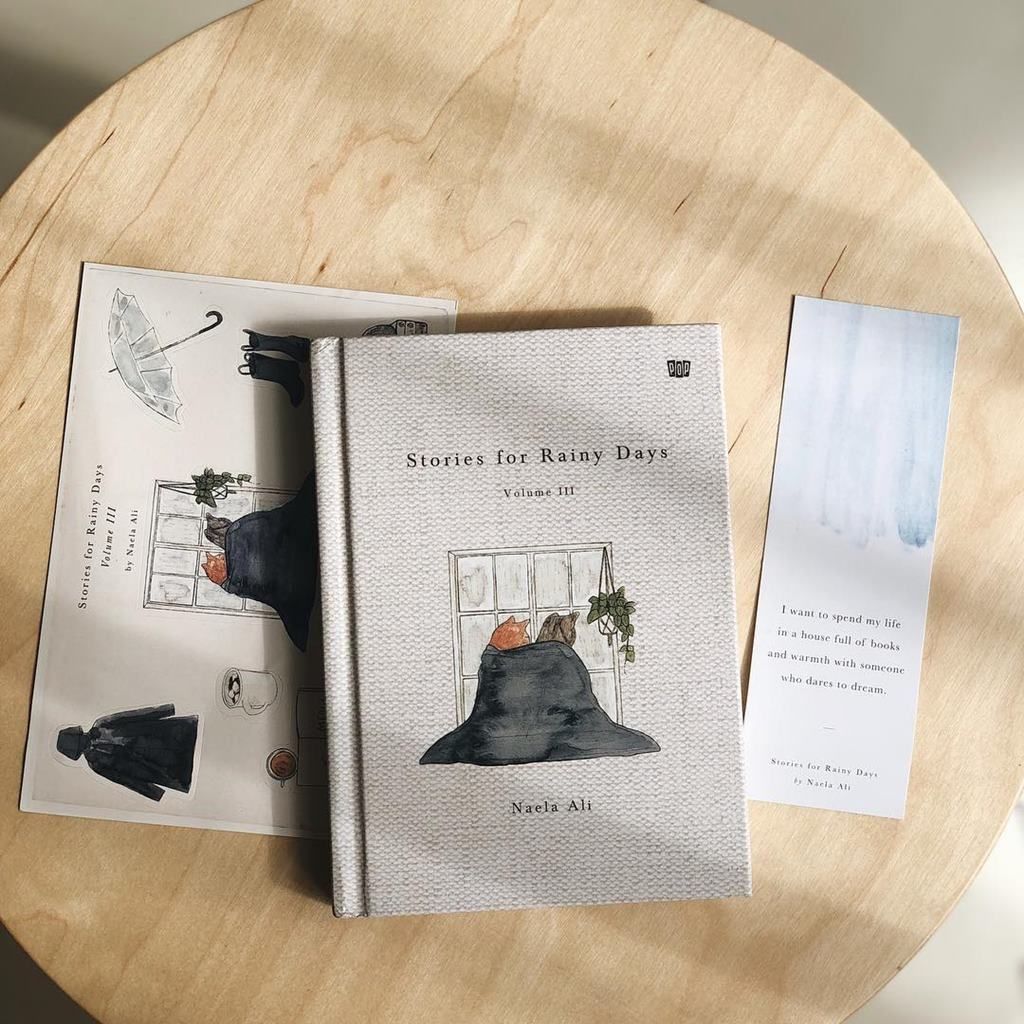 Stories for Rainy Days
Volume III
by Naela Ali
POP
Stories for Rainy Days
Volume III
Naela Ali
I want to spend my life
in a house full of books
and warmth with someone
who dares to dream.
—
Stories for Rainy Days
by Naela Ali